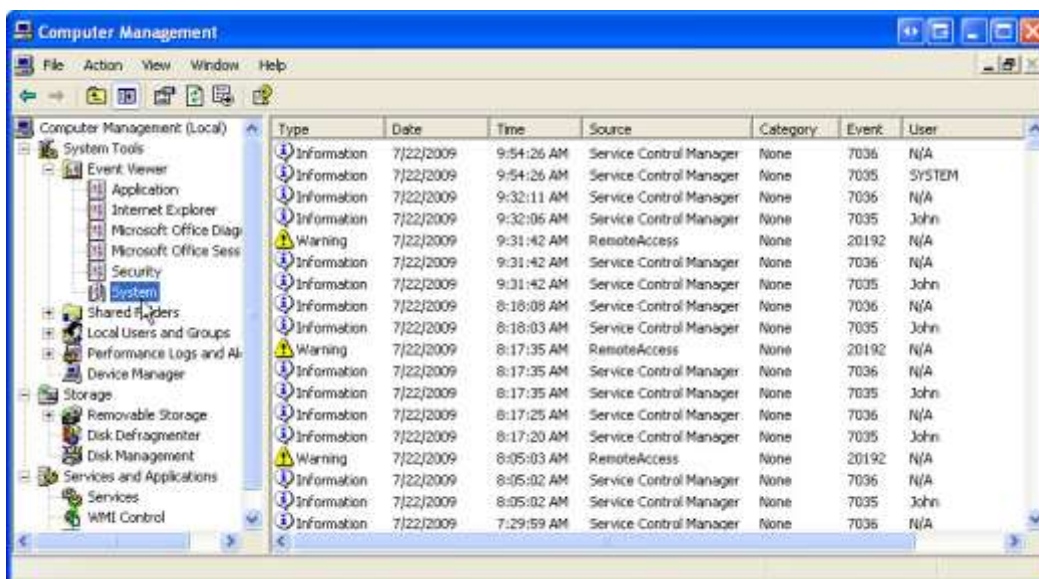 Computer Management
File Action View Window Help
Computer Management (Local)
System Tools
Event Viewer
Application
Internet Explorer
Microsoft Office Diag
Microsoft Office Sess
Security
System
Shared Folders
Local Users and Groups
Performance Logs and Al
Device Manager
Storage
Removable Storage
Disk Defragmenter
Disk Management
Services and Applications
Services
WMI Control
Type Date Time Source Category Event User
Information 7/22/2009 9:54:26 AM Service Control Manager None 7036 N/A
Information 7/22/2009 9:54:26 AM Service Control Manager None 7035 SYSTEM
Information 7/22/2009 9:32:11 AM Service Control Manager None 7036 N/A
Information 7/22/2009 9:32:06 AM Service Control Manager None 7035 John
Warning 7/22/2009 9:31:42 AM RemoteAccess None 20192 N/A
Information 7/22/2009 9:31:42 AM Service Control Manager None 7036 N/A
Information 7/22/2009 9:31:42 AM Service Control Manager None 7035 John
Information 7/22/2009 8:18:08 AM Service Control Manager None 7036 N/A
Information 7/22/2009 8:18:03 AM Service Control Manager None 7035 John
Warning 7/22/2009 8:17:35 AM RemoteAccess None 20192 N/A
Information 7/22/2009 8:17:35 AM Service Control Manager None 7036 N/A
Information 7/22/2009 8:17:35 AM Service Control Manager None 7035 John
Information 7/22/2009 8:17:25 AM Service Control Manager None 7036 N/A
Information 7/22/2009 8:17:20 AM Service Control Manager None 7035 John
Warning 7/22/2009 8:05:03 AM RemoteAccess None 20192 N/A
Information 7/22/2009 8:05:02 AM Service Control Manager None 7036 N/A
Information 7/22/2009 8:05:02 AM Service Control Manager None 7035 John
Information 7/22/2009 7:29:59 AM Service Control Manager None 7036 N/A